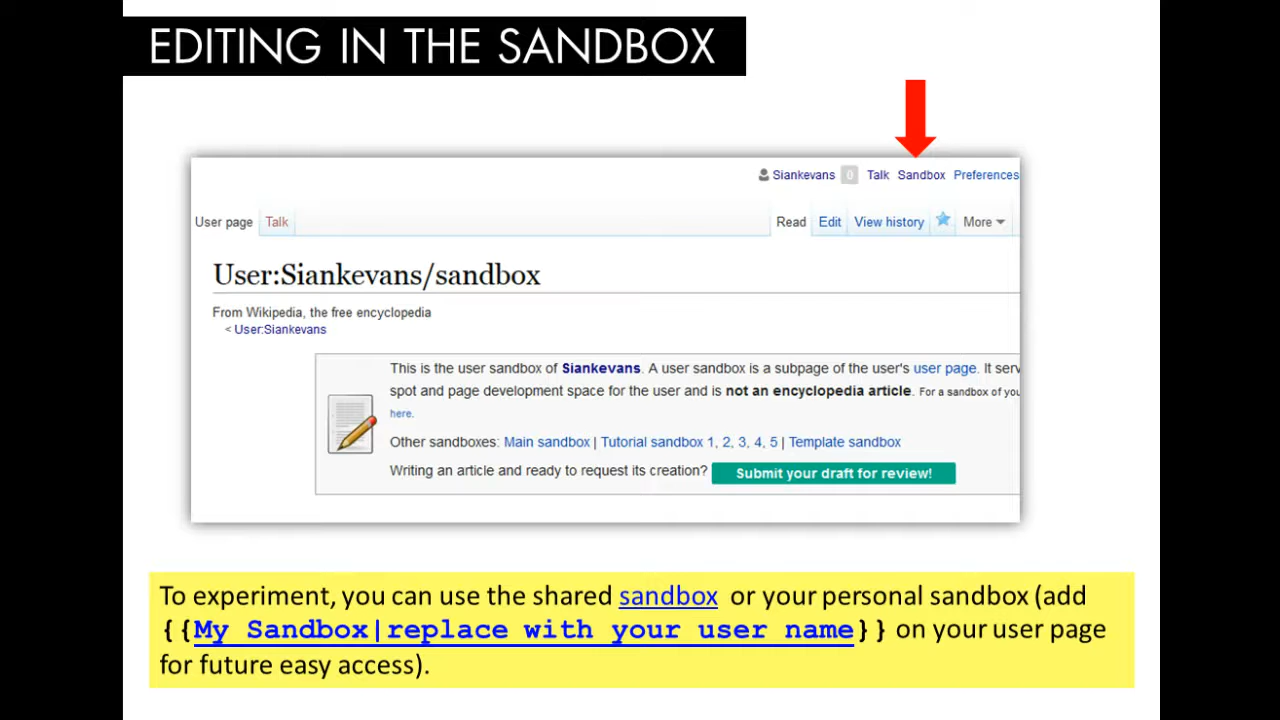 EDITING IN THE SANDBOX
Siankevans 0 Talk Sandbox Preferences
User page Talk Read Edit View history More
User:Siankevans/sandbox
From Wikipedia, the free encyclopedia
< User:Siankevans
This is the user sandbox of Siankevans. A user sandbox is a subpage of the user's user page. It serv
spot and page development space for the user and is not an encyclopedia article. For a sandbox of you
here.
Other sandboxes: Main sandbox | Tutorial sandbox 1, 2, 3, 4, 5 | Template sandbox
Writing an article and ready to request its creation? Submit your draft for review!
To experiment, you can use the shared sandbox or your personal sandbox (add
{{My Sandbox|replace with your user name}} on your user page
for future easy access).